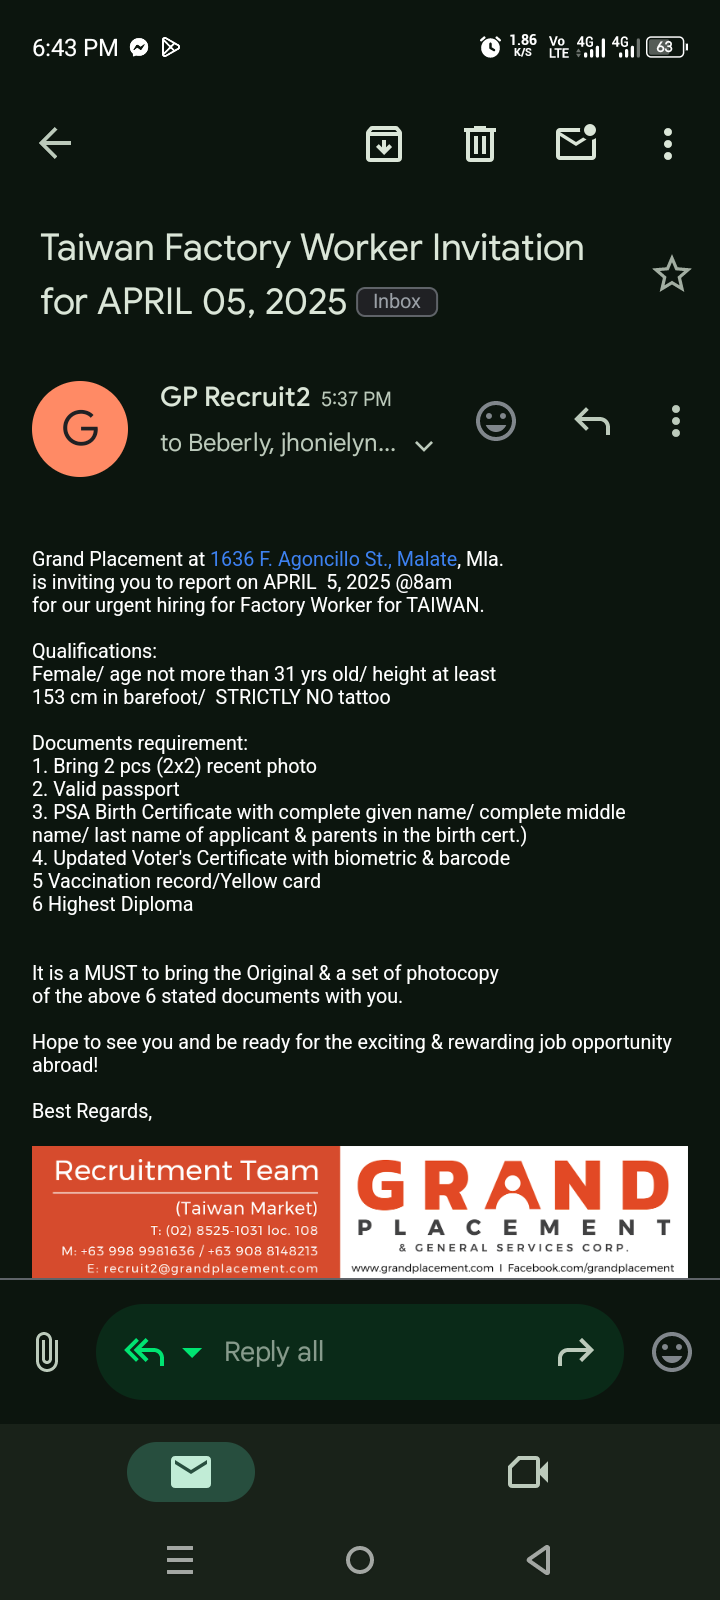 6:43 PM
1.86 K/S Vo LTE 4G 4G 63
Taiwan Factory Worker Invitation
for APRIL 05, 2025 Inbox
G
GP Recruit2 5:37 PM
to Beberly, jhonielyn...
Grand Placement at 1636 F. Agoncillo St., Malate, Mla.
is inviting you to report on APRIL  5, 2025 @8am
for our urgent hiring for Factory Worker for TAIWAN.
Qualifications:
Female/ age not more than 31 yrs old/ height at least
153 cm in barefoot/  STRICTLY NO tattoo
Documents requirement:
1. Bring 2 pcs (2x2) recent photo
2. Valid passport
3. PSA Birth Certificate with complete given name/ complete middle
name/ last name of applicant & parents in the birth cert.)
4. Updated Voter's Certificate with biometric & barcode
5 Vaccination record/Yellow card
6 Highest Diploma
It is a MUST to bring the Original & a set of photocopy
of the above 6 stated documents with you.
Hope to see you and be ready for the exciting & rewarding job opportunity
abroad!
Best Regards,
Recruitment Team
(Taiwan Market)
T: (02) 8525-1031 loc. 108
M: +63 998 9981636 / +63 908 8148213
E: recruit2@grandplacement.com
GRAND
PLACEMENT
& GENERAL SERVICES CORP.
www.grandplacement.com I Facebook.com/grandplacement
Reply all